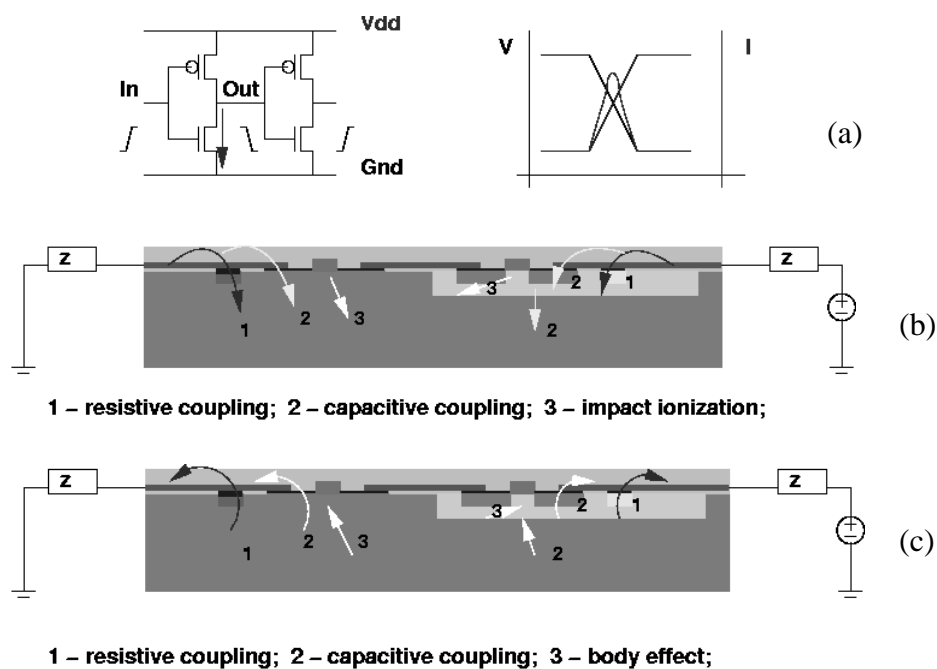 Vdd
In Out
Gnd
V I
(a)
z z
1 2 3 3 2 1
2
(b)
1 – resistive coupling; 2 – capacitive coupling; 3 – impact ionization;
z z
1 2 3 3 2 1
2
(c)
1 – resistive coupling; 2 – capacitive coupling; 3 – body effect;